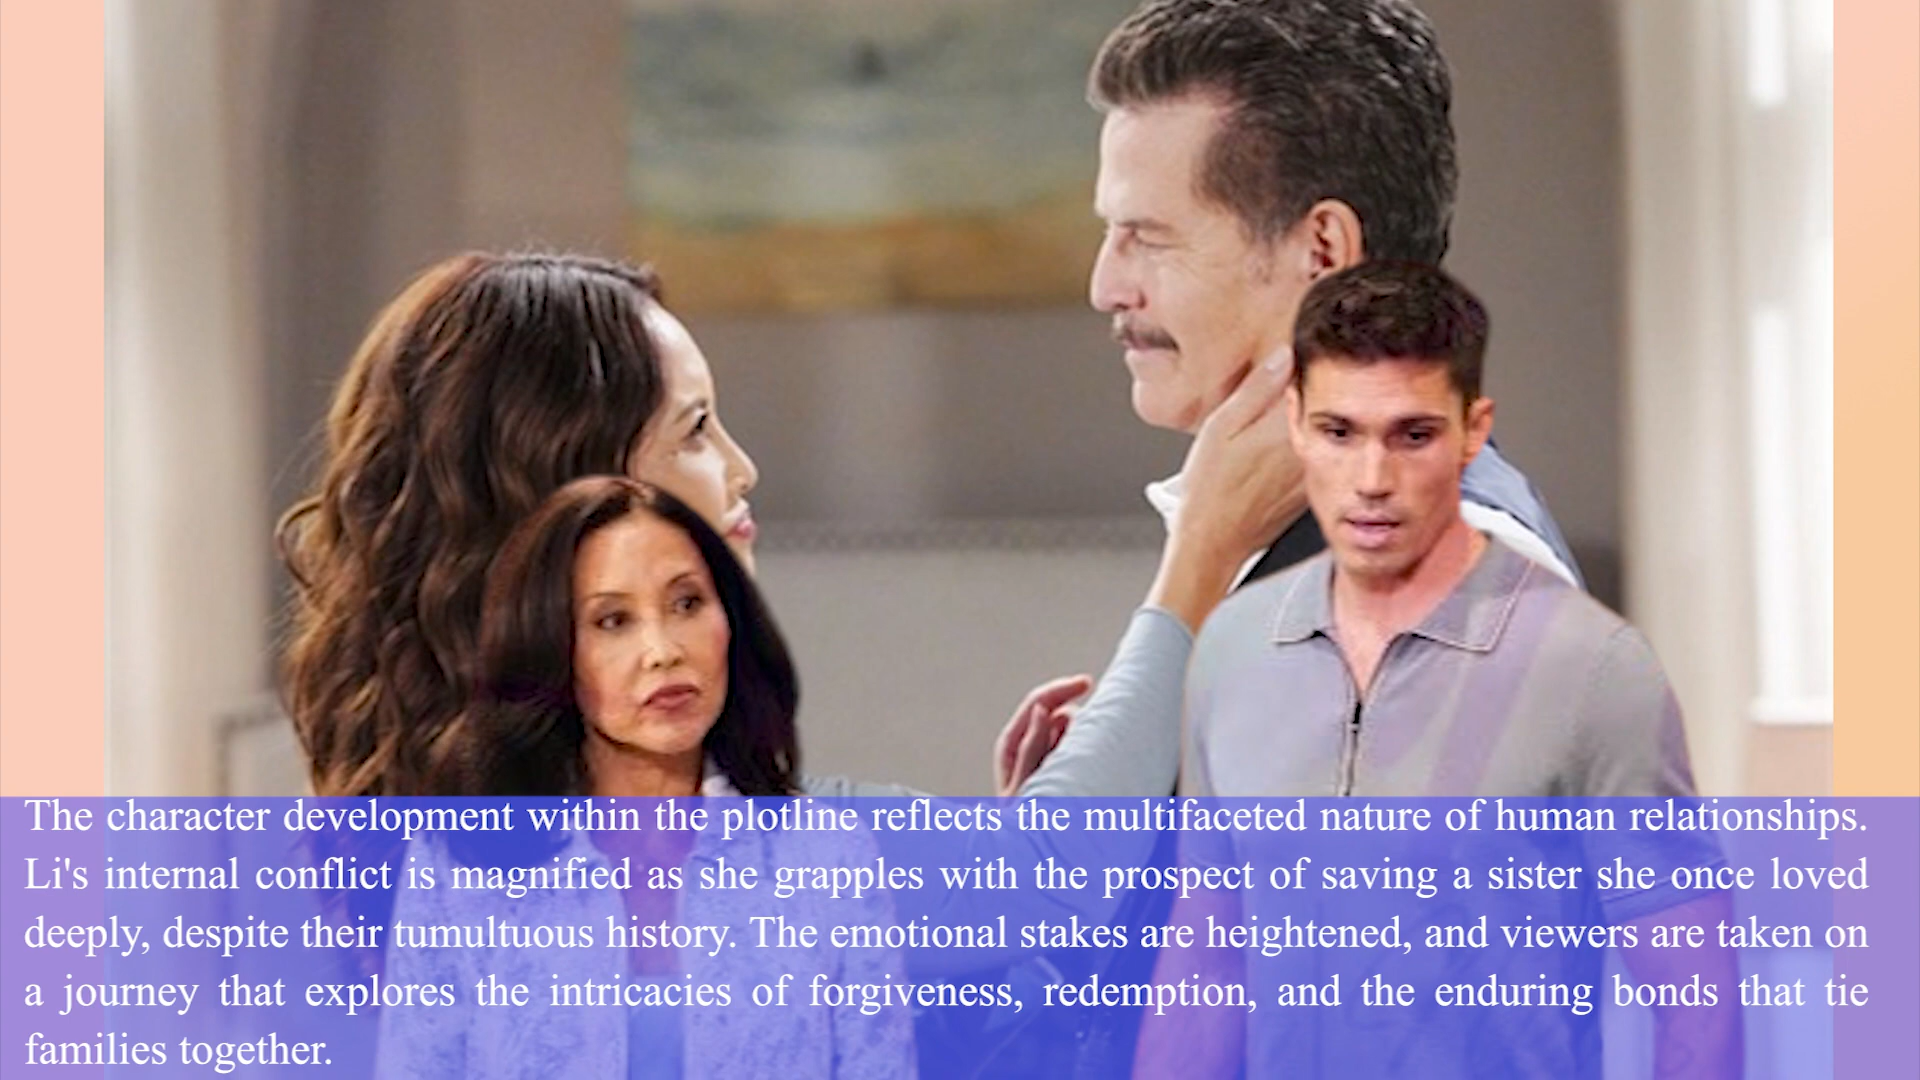 The character development within the plotline reflects the multifaceted nature of human relationships.
Li's internal conflict is magnified as she grapples with the prospect of saving a sister she once loved
deeply, despite their tumultuous history. The emotional stakes are heightened, and viewers are taken on
a journey that explores the intricacies of forgiveness, redemption, and the enduring bonds that tie
families together.